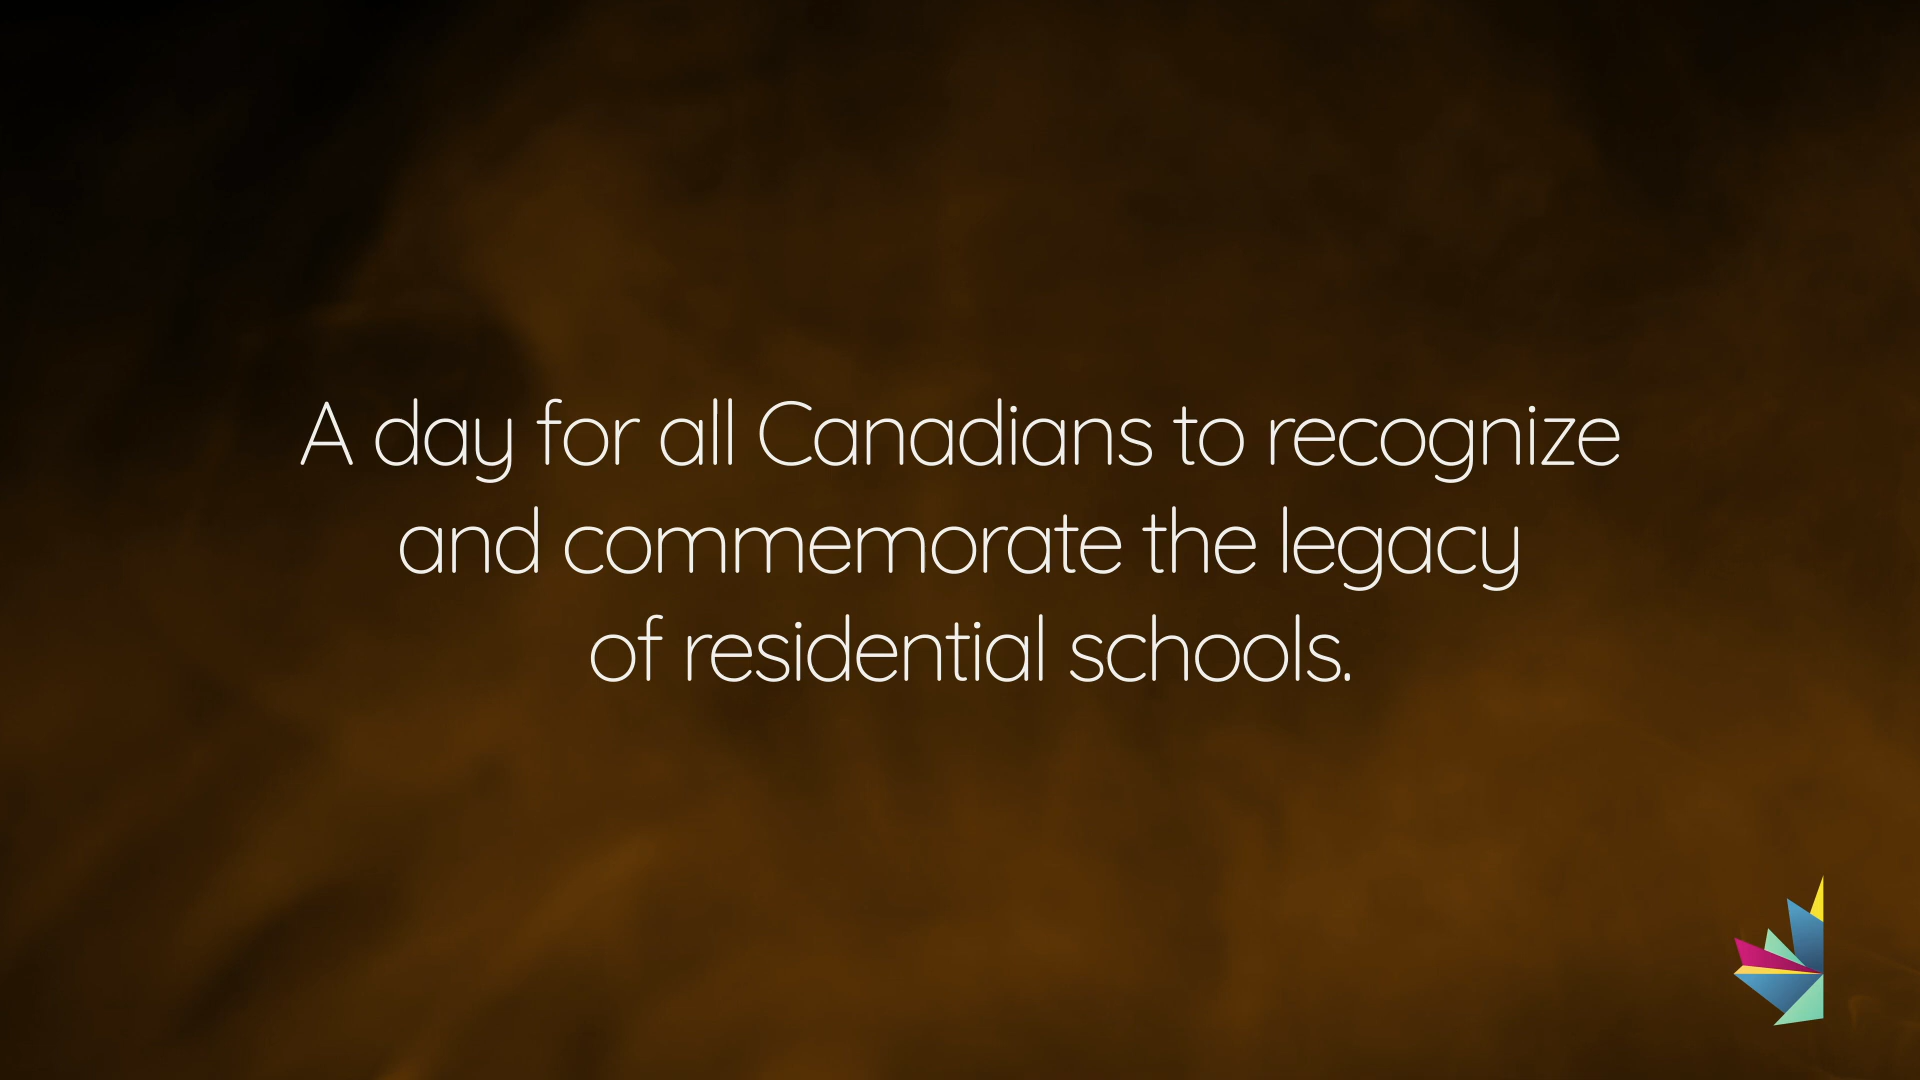 A day for all Canadians to recognize
and commemorate the legacy
of residential schools.